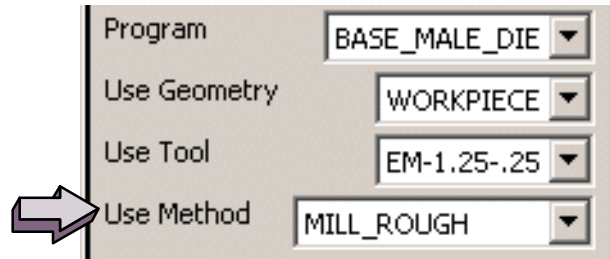 Program BASE_MALE_DIE
Use Geometry WORKPIECE
Use Tool EM-1.25-.25
Use Method MILL_ROUGH